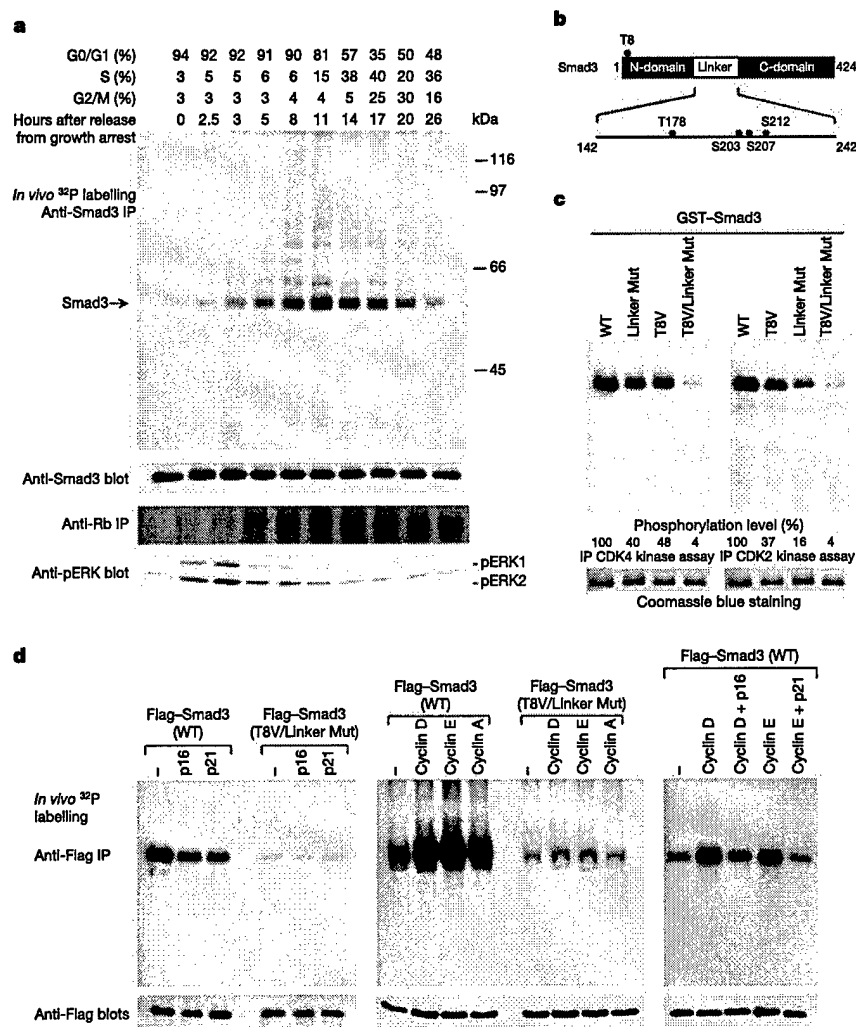 a
G0/G1 (%) 94 92 92 91 90 81 57 35 50 48
S (%) 3 5 5 6 6 15 38 40 20 36
G2/M (%) 3 3 3 3 4 4 5 25 30 16
Hours after release from growth arrest 0 2.5 3 5 8 11 14 17 20 26
kDa
116
97
66
45
In vivo 32P labelling
Anti-Smad3 IP
Smad3→
Anti-Smad3 blot
Anti-Rb IP
Anti-pERK blot
pERK1
pERK2
b
T8
Smad3 1 N-domain Linker C-domain 424
T178 S212
142 S203 S207 242
c
GST–Smad3
WT Linker Mut T8V T8V/Linker Mut WT T8V Linker Mut T8V/Linker Mut
Phosphorylation level (%)
100 40 48 4 100 37 16 4
IP CDK4 kinase assay IP CDK2 kinase assay
Coomassie blue staining
d
Flag–Smad3 (WT)
– p16 p21
Flag–Smad3 (T8V/Linker Mut)
– p16 p21
Flag–Smad3 (WT)
– Cyclin D Cyclin E Cyclin A
Flag–Smad3 (T8V/Linker Mut)
– Cyclin D Cyclin E Cyclin A
Flag–Smad3 (WT)
– Cyclin D Cyclin D + p16 Cyclin E Cyclin E + p21
In vivo 32P
labelling
Anti-Flag IP
Anti-Flag blots